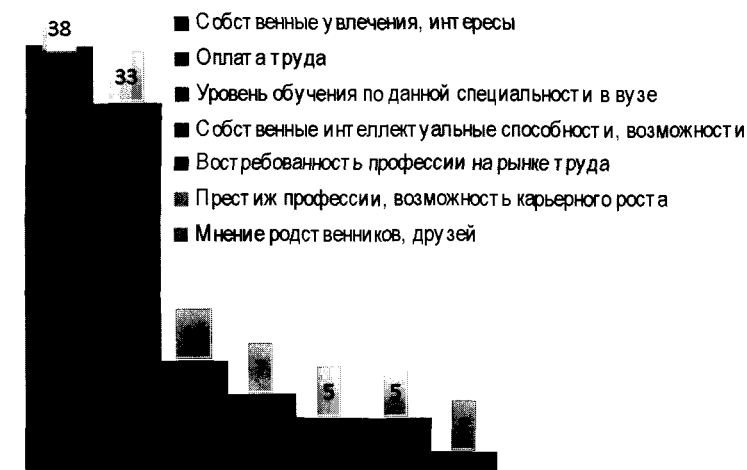 38
33
Собственные увлечения, интересы
Оплата труда
Уровень обучения по данной специальности в вузе
Собственные интеллектуальные способности, возможности
Востребованность профессии на рынке труда
Престиж профессии, возможность карьерного роста
Мнение родственников, друзей
5
5